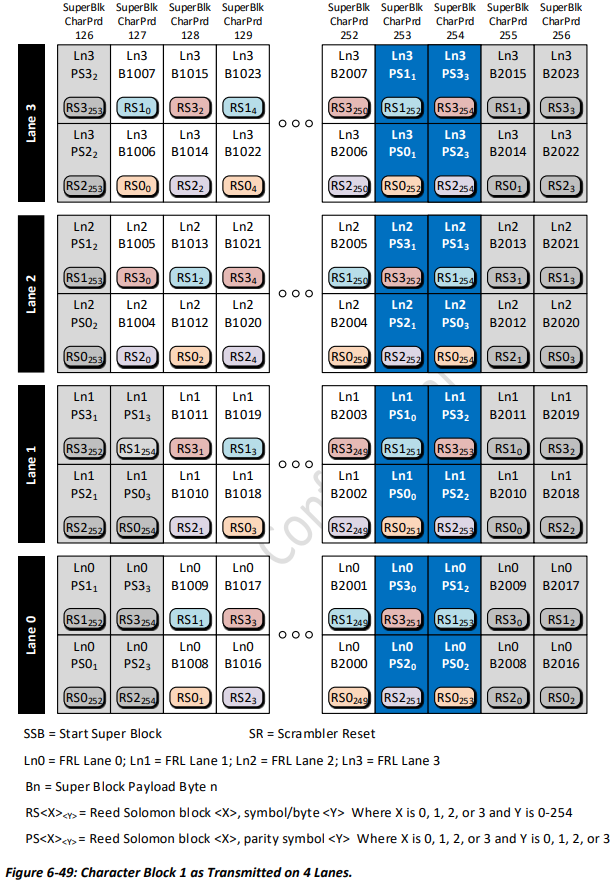 SuperBlk SuperBlk SuperBlk SuperBlk SuperBlk SuperBlk SuperBlk SuperBlk SuperBlk
CharPrd CharPrd CharPrd CharPrd CharPrd CharPrd CharPrd CharPrd CharPrd
126 127 128 129 252 253 254 255 256
Lane 3
Ln3 Ln3 Ln3 Ln3 Ln3 Ln3 Ln3 Ln3 Ln3
PS3₂ B1007 B1015 B1023 B2007 PS1₁ PS3₃ B2015 B2023
RS3₂₅₃ RS1₀ RS3₂ RS1₄ RS3₂₅₀ RS1₂₅₂ RS3₂₅₄ RS1₁ RS3₃
Ln3 Ln3 Ln3 Ln3 Ln3 Ln3 Ln3 Ln3 Ln3
PS2₂ B1006 B1014 B1022 B2006 PS0₁ PS2₃ B2014 B2022
RS2₂₅₃ RS0₀ RS2₂ RS0₄ RS2₂₅₀ RS0₂₅₂ RS2₂₅₄ RS0₁ RS2₃
Lane 2
Ln2 Ln2 Ln2 Ln2 Ln2 Ln2 Ln2 Ln2 Ln2
PS1₂ B1005 B1013 B1021 B2005 PS3₁ PS1₃ B2013 B2021
RS1₂₅₃ RS3₀ RS1₂ RS3₄ RS1₂₅₀ RS3₂₅₂ RS1₂₅₄ RS3₁ RS1₃
Ln2 Ln2 Ln2 Ln2 Ln2 Ln2 Ln2 Ln2 Ln2
PS0₂ B1004 B1012 B1020 B2004 PS2₁ PS0₃ B2012 B2020
RS0₂₅₃ RS2₀ RS0₂ RS2₄ RS0₂₅₀ RS2₂₅₂ RS0₂₅₄ RS2₁ RS0₃
Lane 1
Ln1 Ln1 Ln1 Ln1 Ln1 Ln1 Ln1 Ln1 Ln1
PS3₁ PS1₃ B1011 B1019 B2003 PS1₀ PS3₂ B2011 B2019
RS3₂₅₂ RS1₂₅₄ RS3₁ RS1₃ RS3₂₄₉ RS1₂₅₁ RS3₂₅₃ RS1₀ RS3₂
Ln1 Ln1 Ln1 Ln1 Ln1 Ln1 Ln1 Ln1 Ln1
PS2₁ PS0₃ B1010 B1018 B2002 PS0₀ PS2₂ B2010 B2018
RS2₂₅₂ RS0₂₅₄ RS2₁ RS0₃ RS2₂₄₉ RS0₂₅₁ RS2₂₅₃ RS0₀ RS2₂
Lane 0
Ln0 Ln0 Ln0 Ln0 Ln0 Ln0 Ln0 Ln0 Ln0
PS1₁ PS3₃ B1009 B1017 B2001 PS3₀ PS1₂ B2009 B2017
RS1₂₅₂ RS3₂₅₄ RS1₁ RS3₃ RS1₂₄₉ RS3₂₅₁ RS1₂₅₃ RS3₀ RS1₂
Ln0 Ln0 Ln0 Ln0 Ln0 Ln0 Ln0 Ln0 Ln0
PS0₁ PS2₃ B1008 B1016 B2000 PS2₀ PS0₂ B2008 B2016
RS0₂₅₂ RS2₂₅₄ RS0₁ RS2₃ RS0₂₄₉ RS2₂₅₁ RS0₂₅₃ RS2₀ RS0₂
SSB = Start Super Block SR = Scrambler Reset
Ln0 = FRL Lane 0; Ln1 = FRL Lane 1; Ln2 = FRL Lane 2; Ln3 = FRL Lane 3
Bn = Super Block Payload Byte n
RS<X><Y> = Reed Solomon block <X>, symbol/byte <Y> Where X is 0, 1, 2, or 3 and Y is 0-254
PS<X><Y> = Reed Solomon block <X>, parity symbol <Y> Where X is 0, 1, 2, or 3 and Y is 0, 1, 2, or 3
Figure 6-49: Character Block 1 as Transmitted on 4 Lanes.